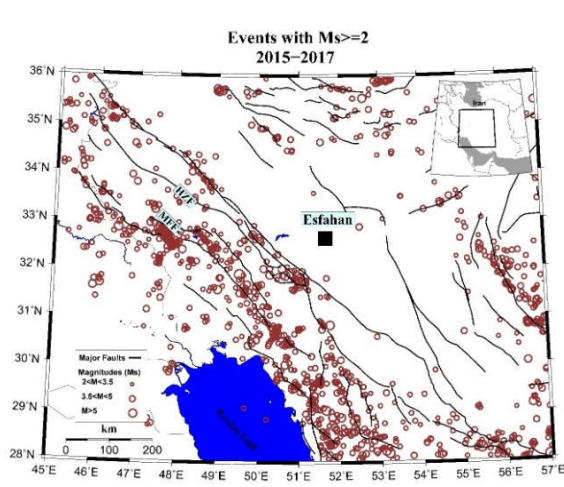 Events with Ms>=2
2015−2017
36°N
35°N
34°N
33°N
32°N
31°N
30°N
29°N
28°N
Iran
HZF
MFF
Esfahan
Major Faults
Magnitudes (Ms)
2<M<3.5
3.5<M<5
M>5
km
0 100 200
45°E 46°E 47°E 48°E 49°E 50°E 51°E 52°E 53°E 54°E 55°E 56°E 57°E